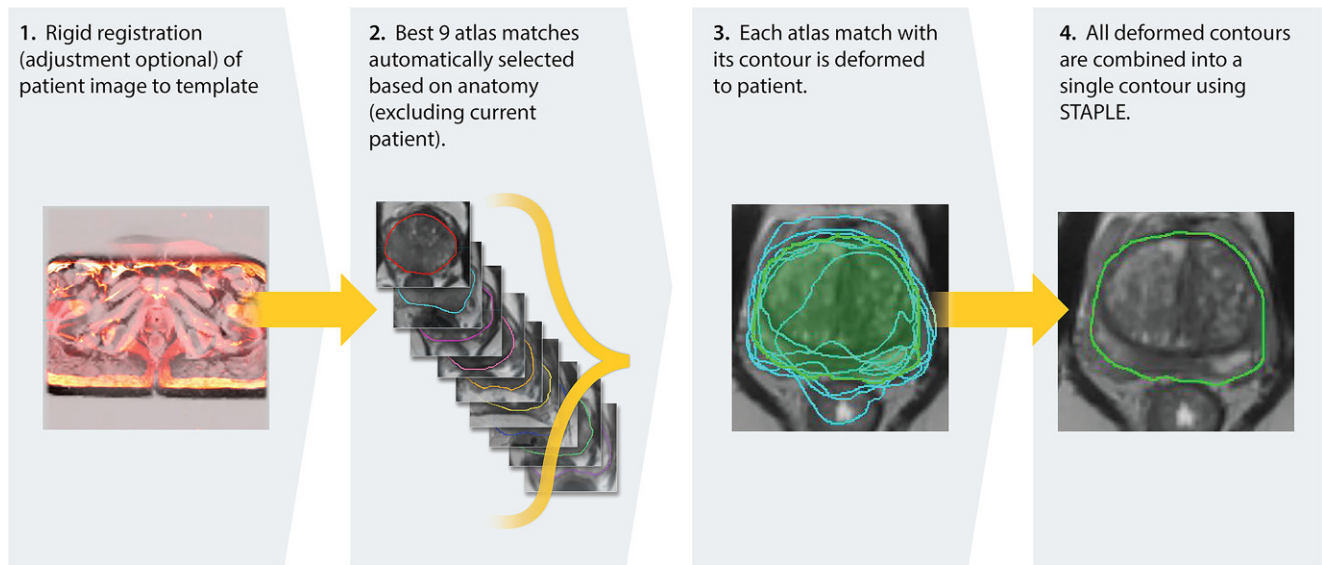 1. Rigid registration
(adjustment optional) of
patient image to template
2. Best 9 atlas matches
automatically selected
based on anatomy
(excluding current
patient).
3. Each atlas match with
its contour is deformed
to patient.
4. All deformed contours
are combined into a
single contour using
STAPLE.